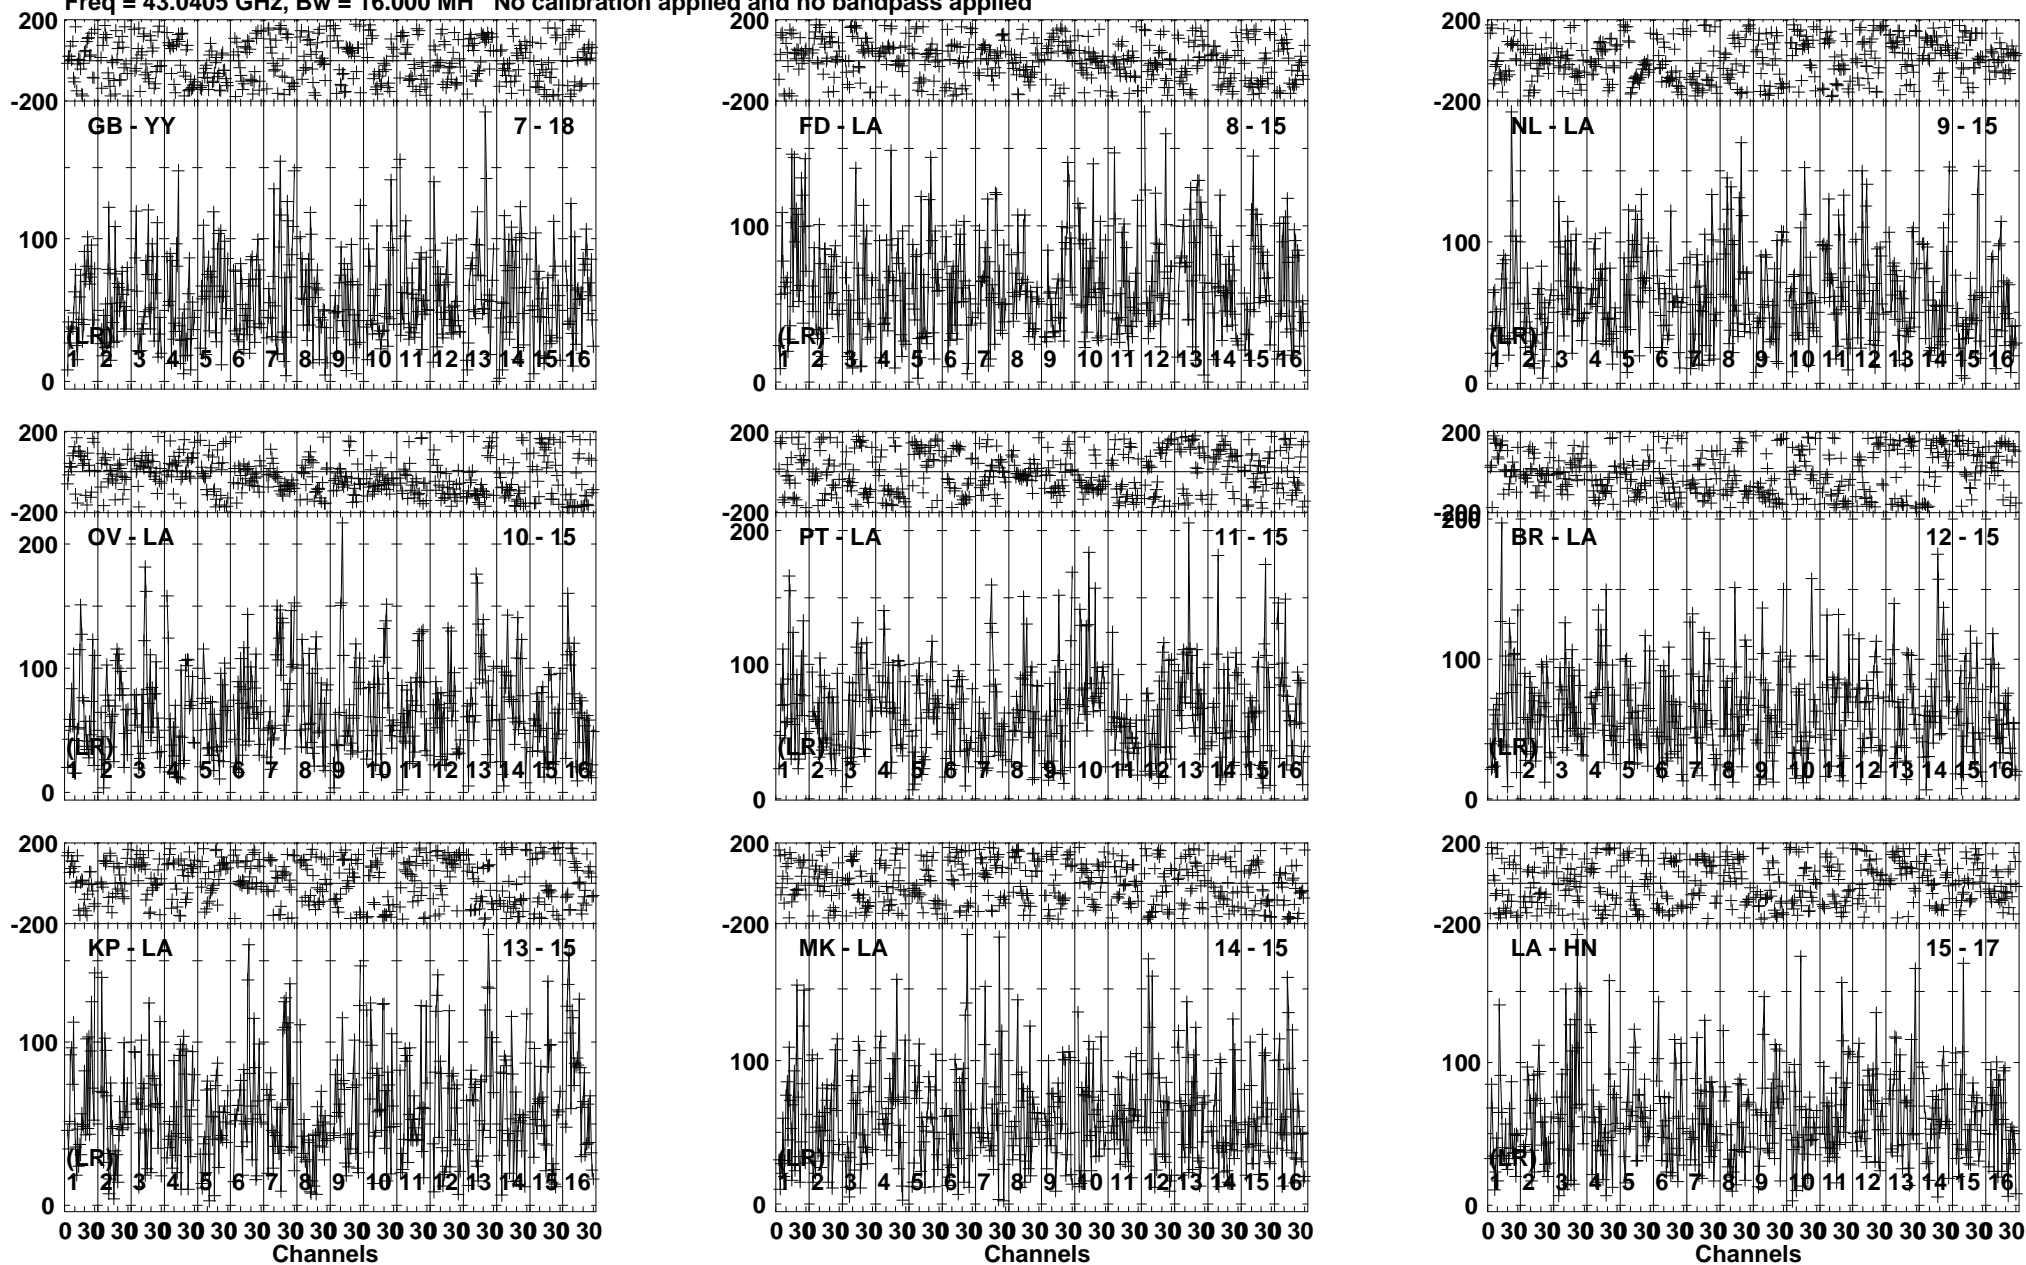 Freq = 43.0405 GHz, Bw = 16.000 MH No calibration applied and no bandpass applied
200
-200
GB - YY 7 - 18
100
0
(LR)
1 2 3 4 5 6 7 8 9 10 11 12 13 14 15 16
200
-200
FD - LA 8 - 15
100
0
(LR)
1 2 3 4 5 6 7 8 9 10 11 12 13 14 15 16
200
-200
NL - LA 9 - 15
100
0
(LR)
1 2 3 4 5 6 7 8 9 10 11 12 13 14 15 16
200
-200
OV - LA 10 - 15
200
100
0
(LR)
1 2 3 4 5 6 7 8 9 10 11 12 13 14 15 16
200
-200
PT - LA 11 - 15
200
100
0
(LR)
1 2 3 4 5 6 7 8 9 10 11 12 13 14 15 16
200
-200
200
BR - LA 12 - 15
100
0
(LR)
1 2 3 4 5 6 7 8 9 10 11 12 13 14 15 16
200
-200
KP - LA 13 - 15
100
0
(LR)
1 2 3 4 5 6 7 8 9 10 11 12 13 14 15 16
0 30 30 30 30 30 30 30 30 30 30 30 30 30 30 30 30
Channels
200
-200
MK - LA 14 - 15
100
0
(LR)
1 2 3 4 5 6 7 8 9 10 11 12 13 14 15 16
0 30 30 30 30 30 30 30 30 30 30 30 30 30 30 30 30
Channels
200
-200
LA - HN 15 - 17
100
0
(LR)
1 2 3 4 5 6 7 8 9 10 11 12 13 14 15 16
0 30 30 30 30 30 30 30 30 30 30 30 30 30 30 30 30
Channels